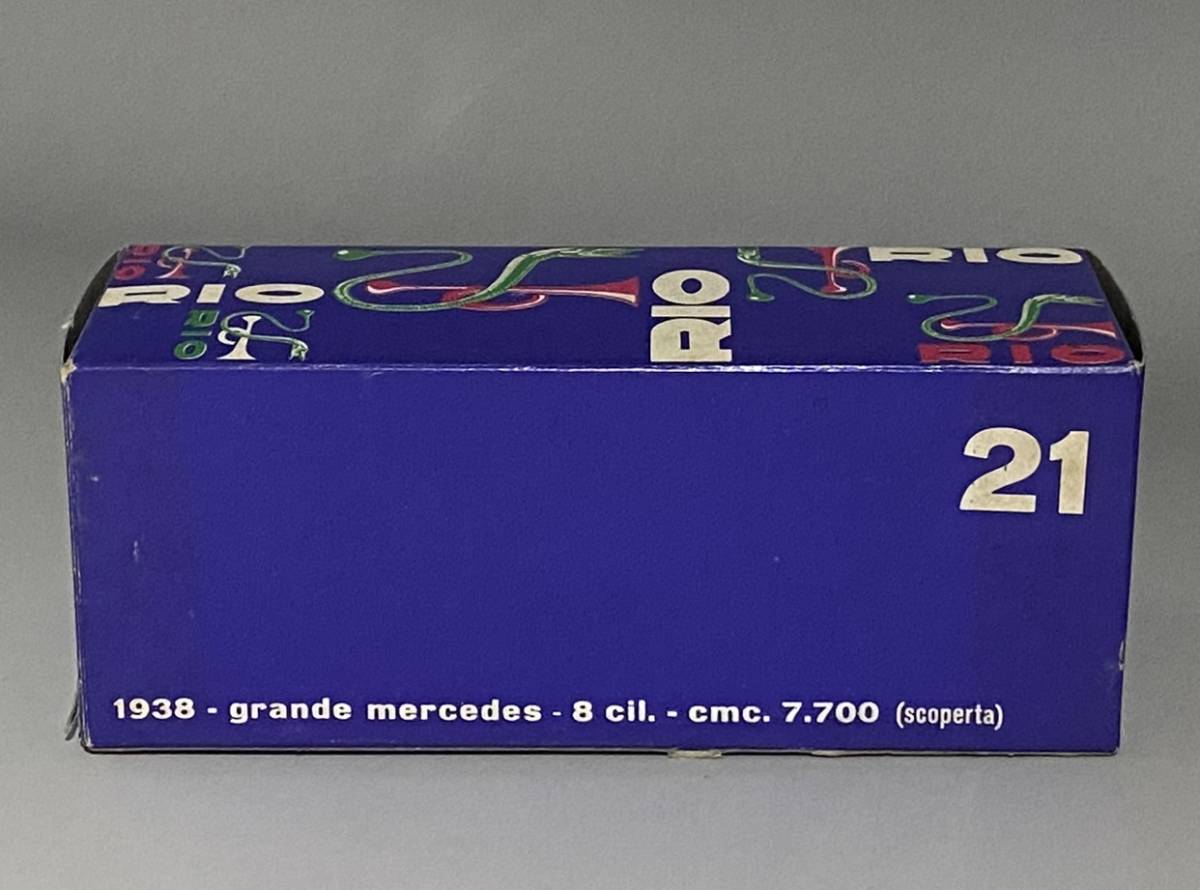 RIO
RIO
RIO
RIO
RIO
RIO
21
1938 - grande mercedes - 8 cil. - cmc. 7.700 (scoperta)